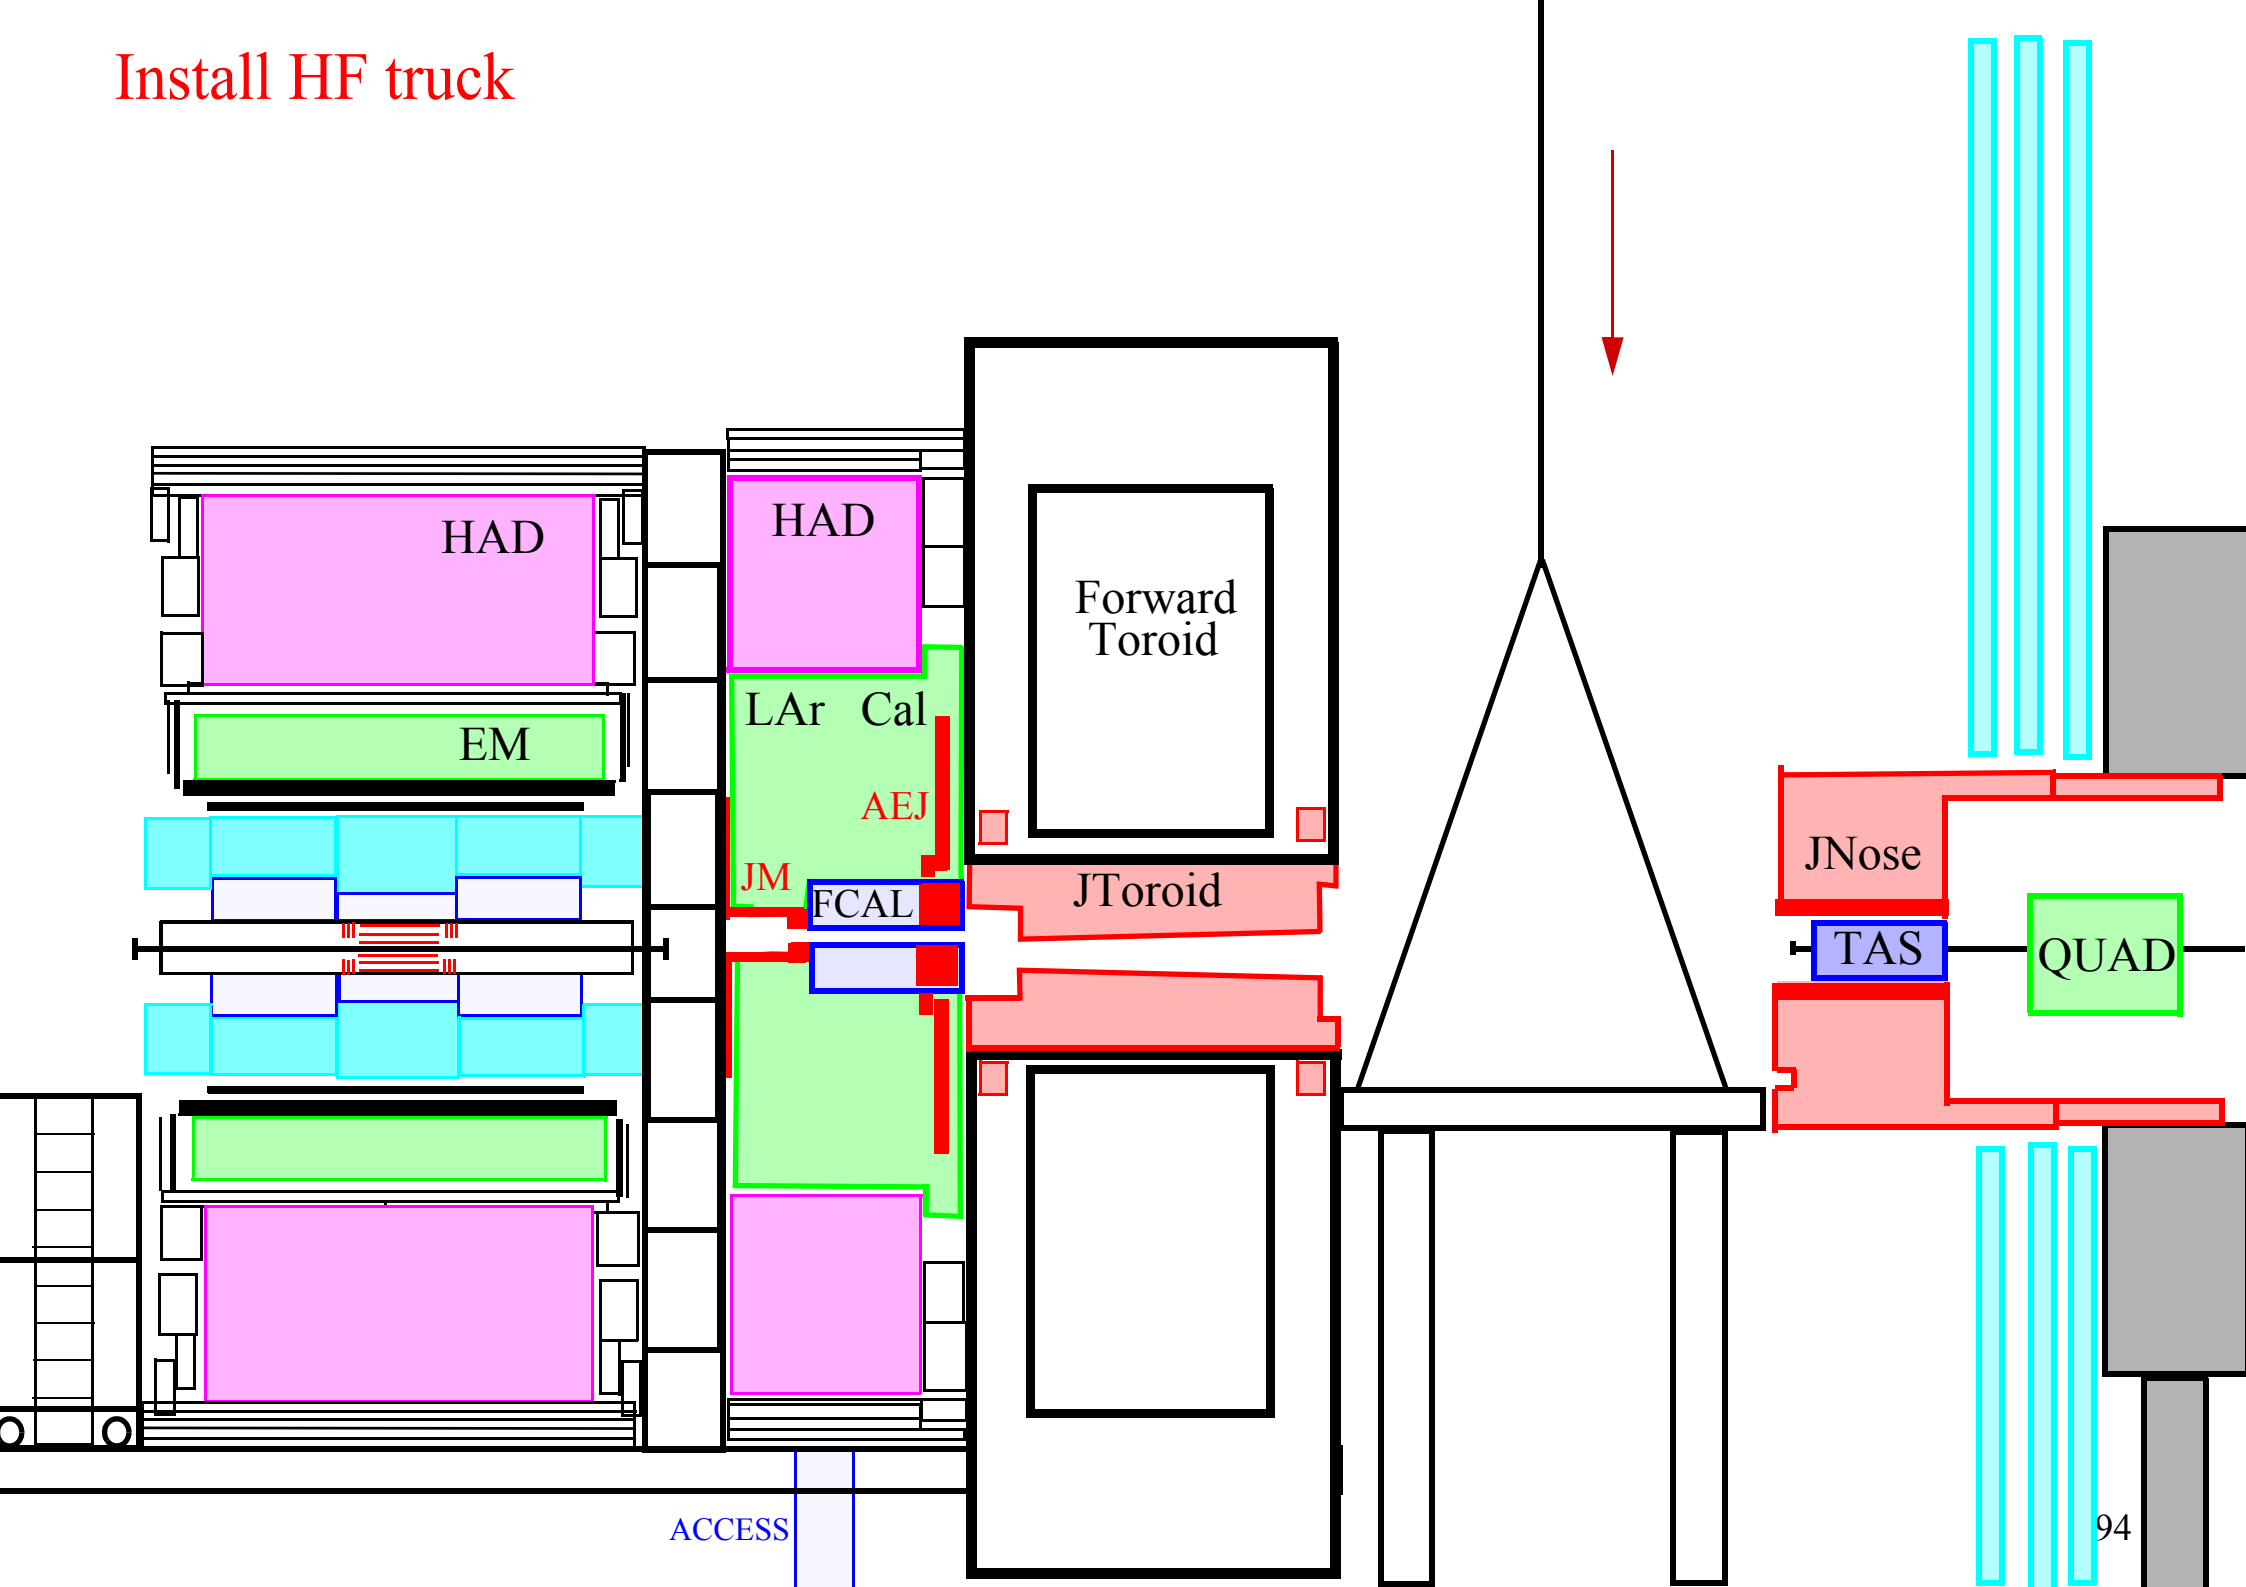 Install HF truck
HAD
HAD
Forward
Toroid
LAr Cal
EM
AEJ
JM
FCAL
JToroid
JNose
TAS
QUAD
ACCESS
94